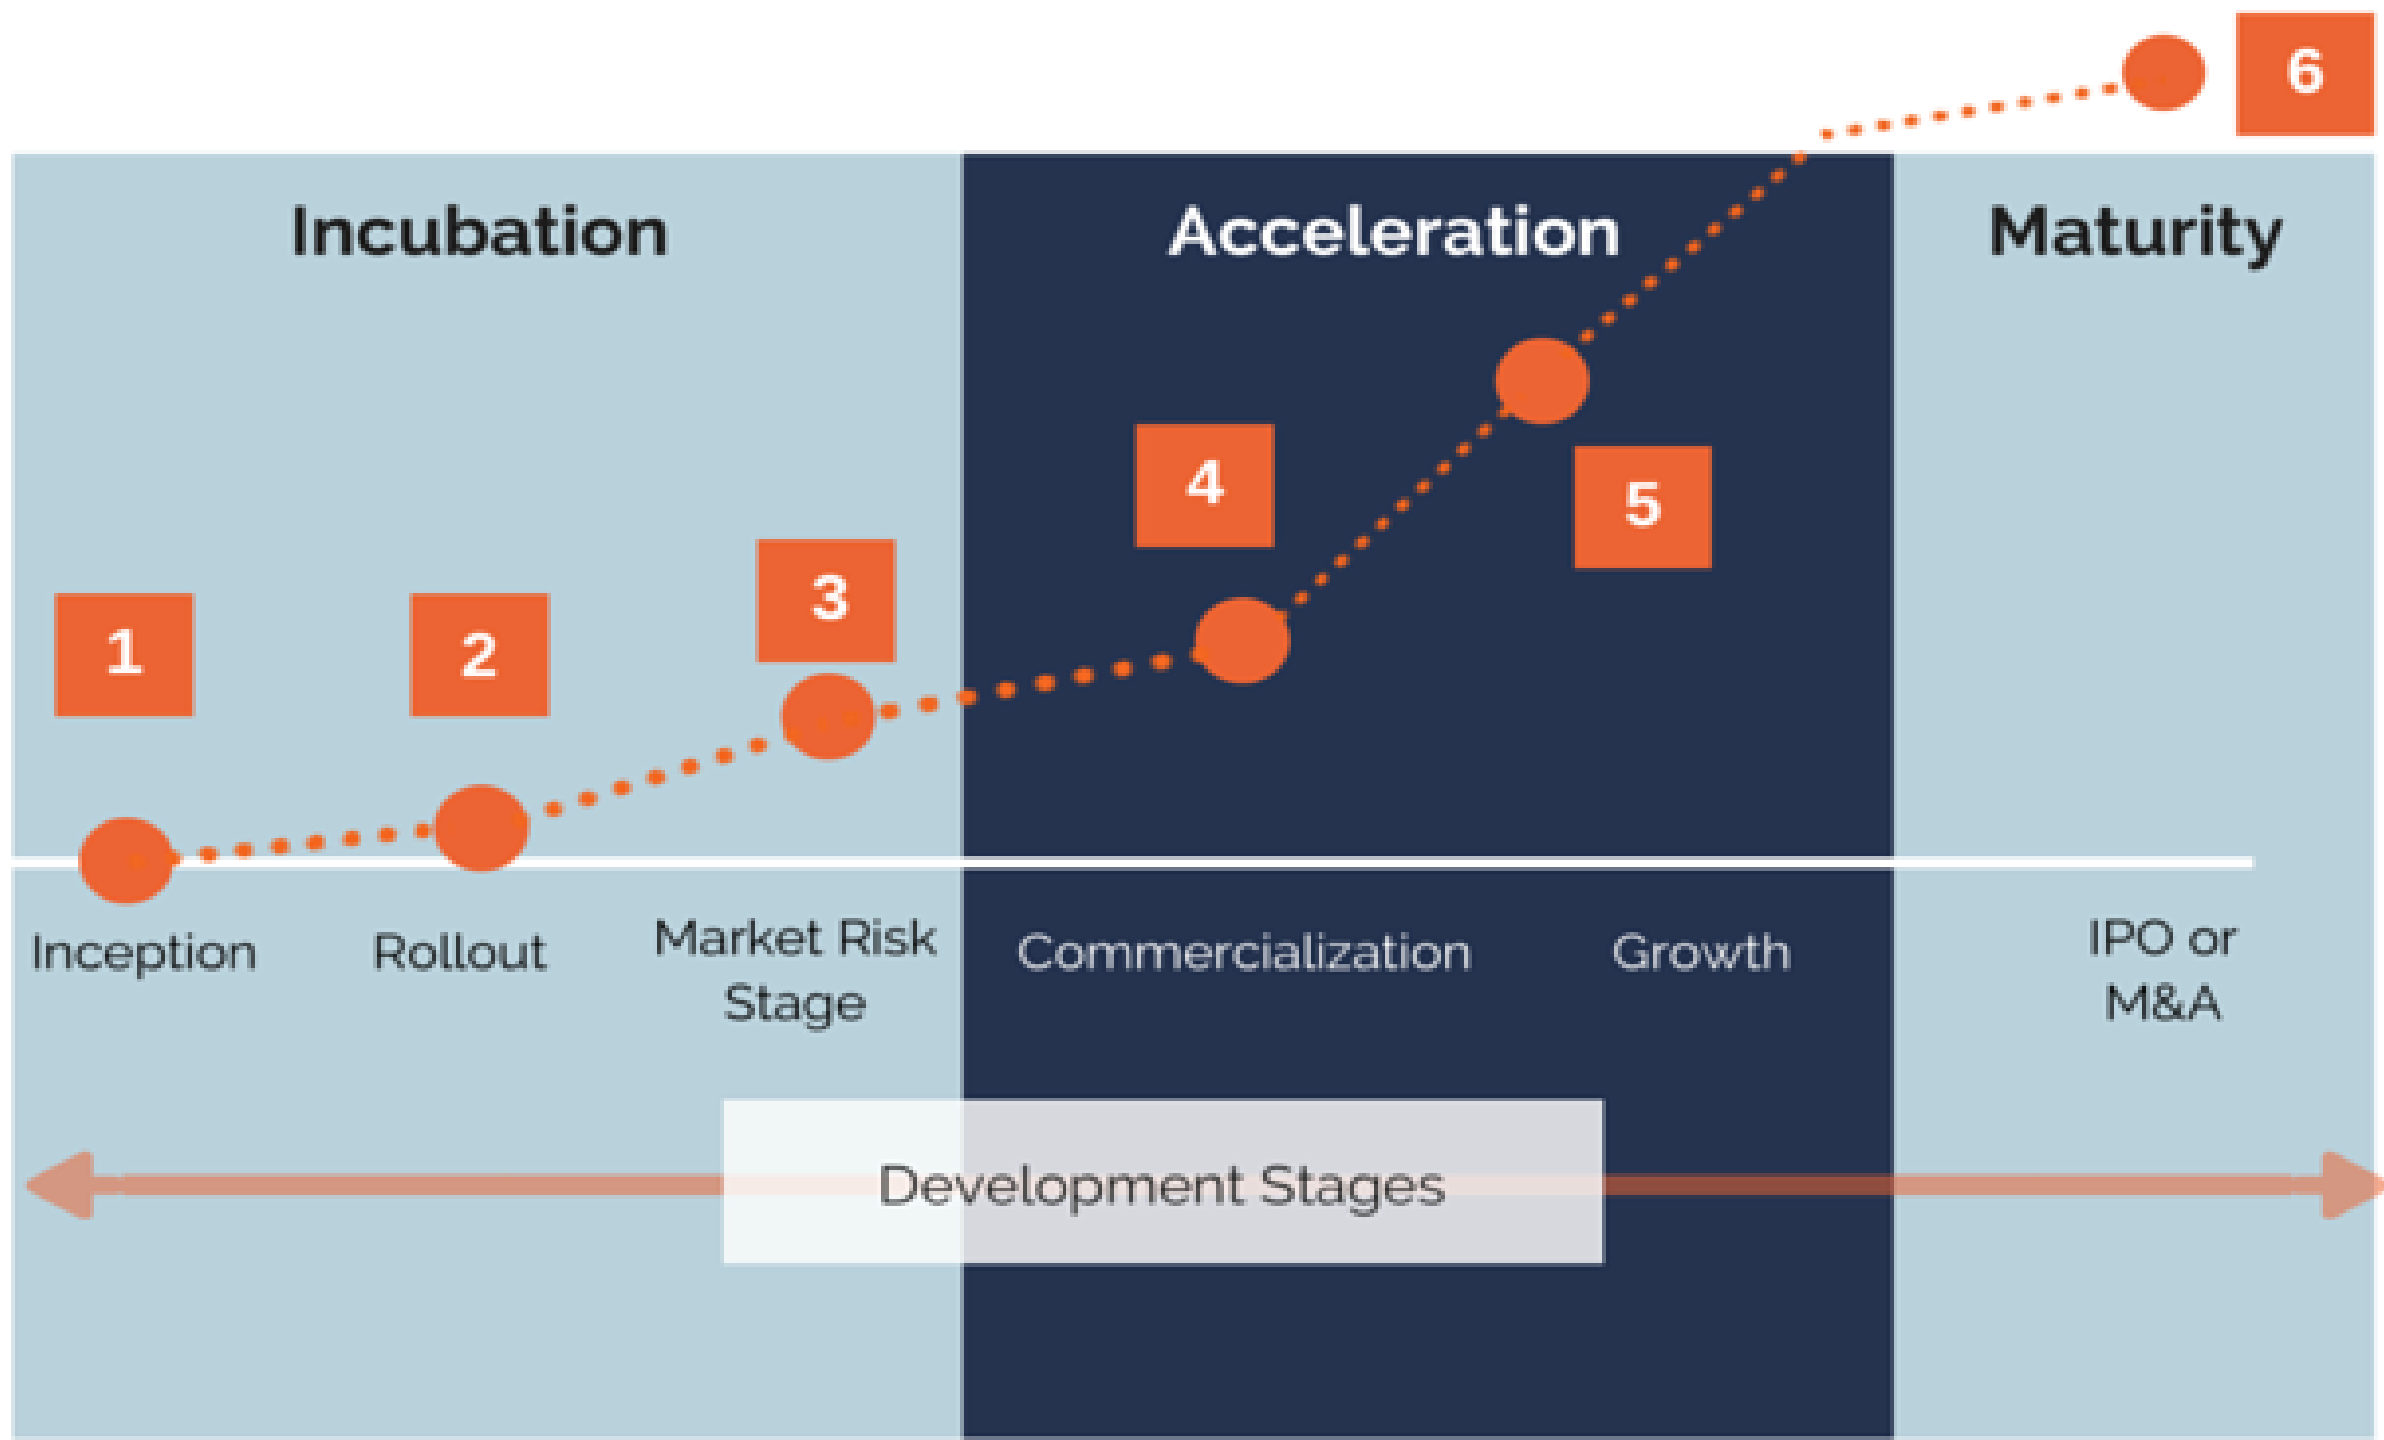 6
Incubation
Acceleration
Maturity
4
5
3
1
2
Inception
Rollout
Market Risk
Stage
Commercialization
Growth
IPO or
M&A
Development Stages